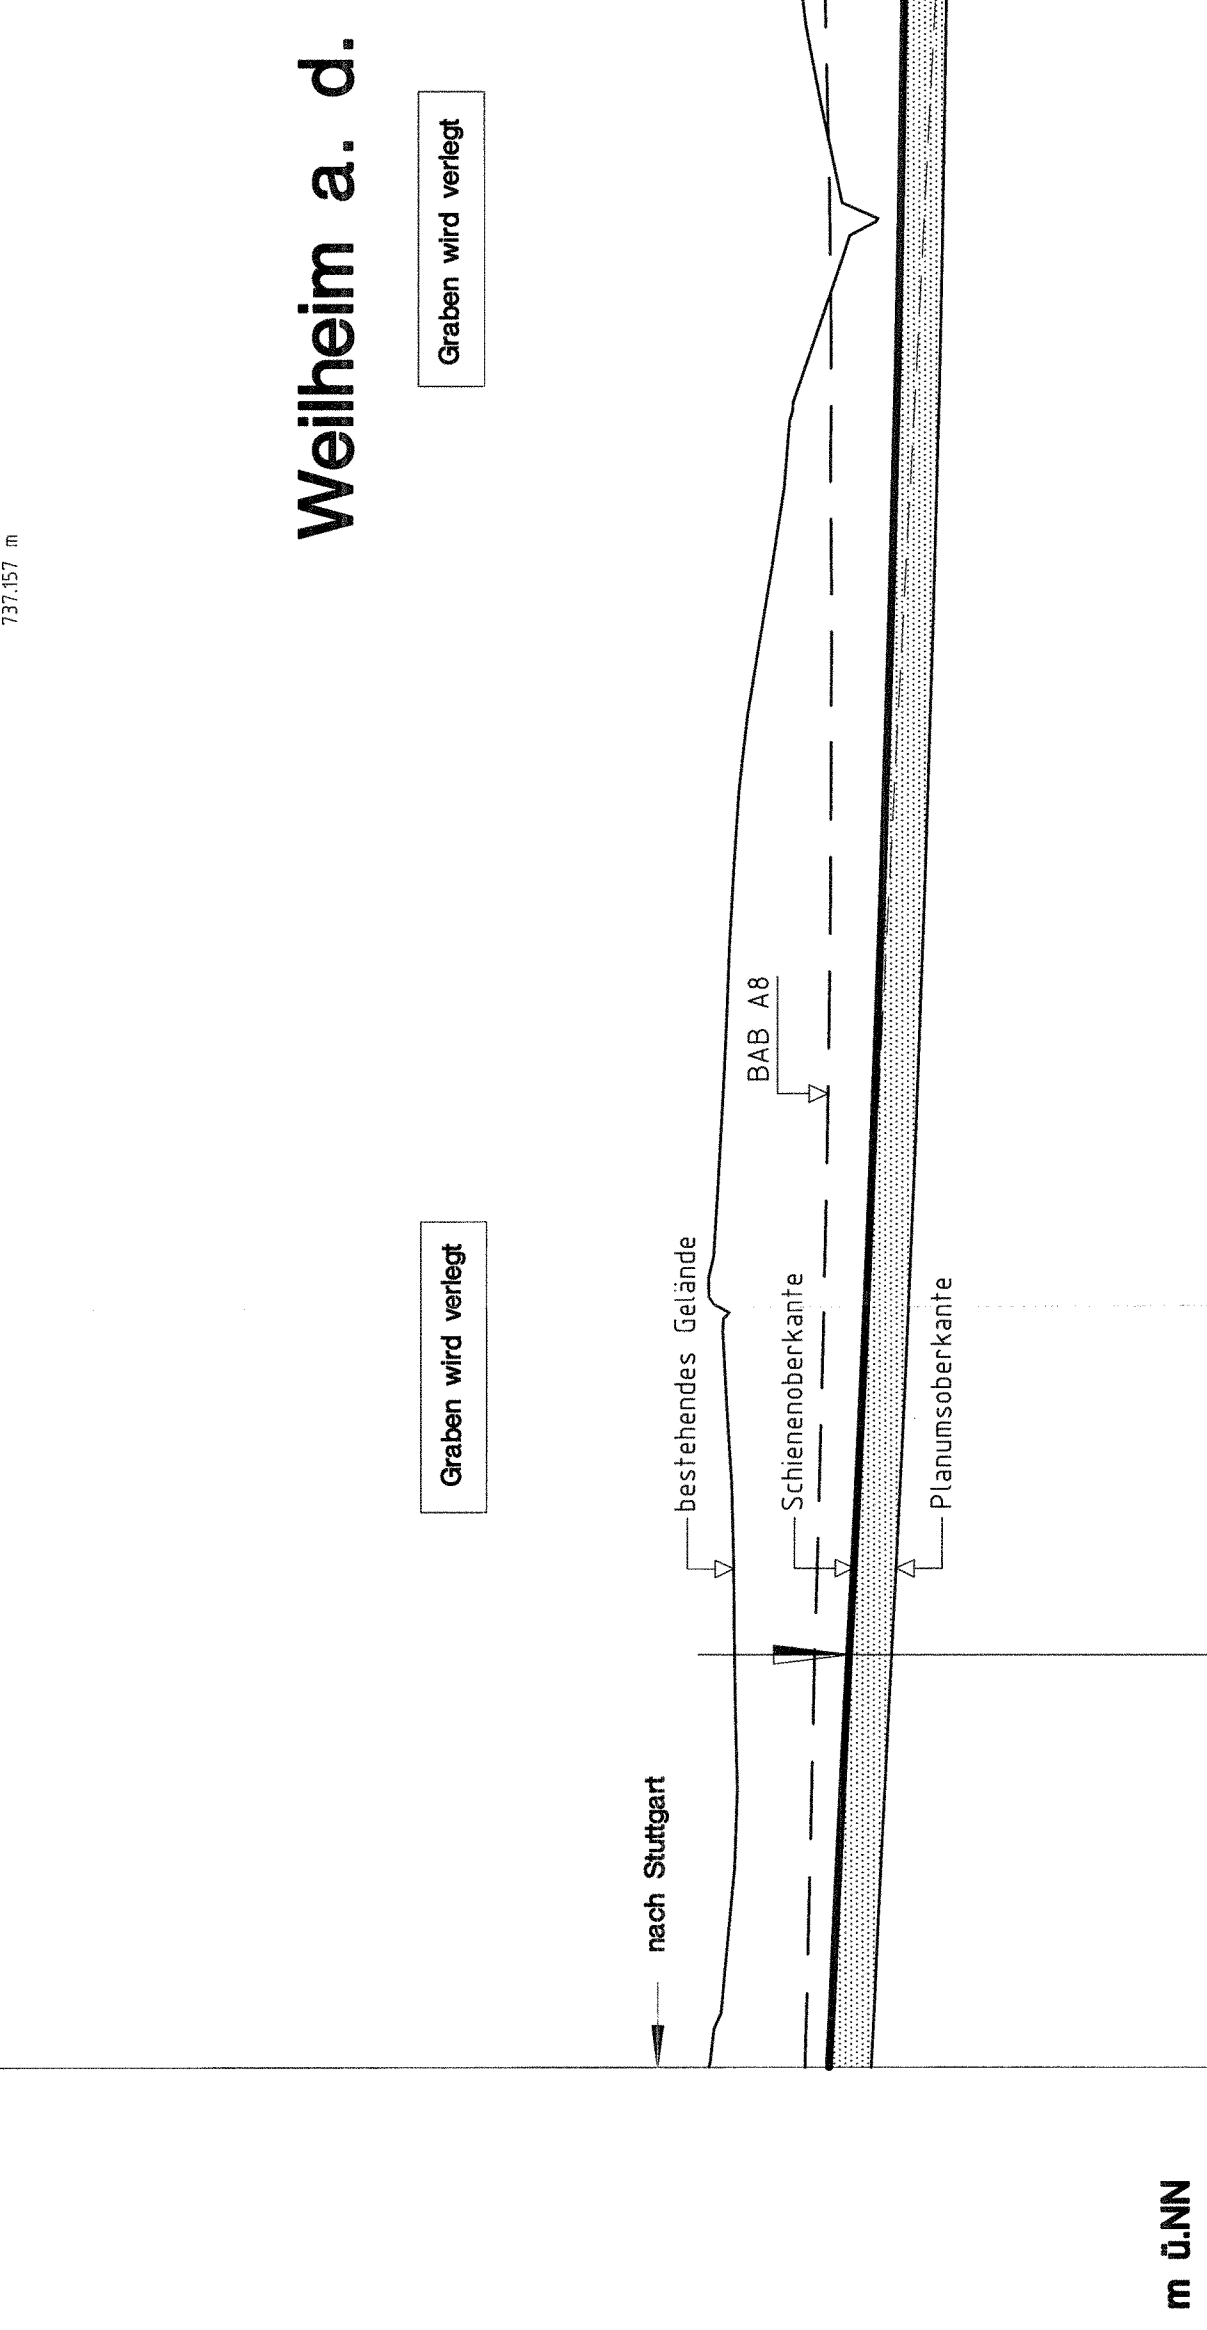 737.157 m
Weilheim a. d.
Graben wird verlegt
Graben wird verlegt
nach Stuttgart
bestehendes Gelände
BAB A8
Schienenoberkante
Planumsoberkante
m ü.NN